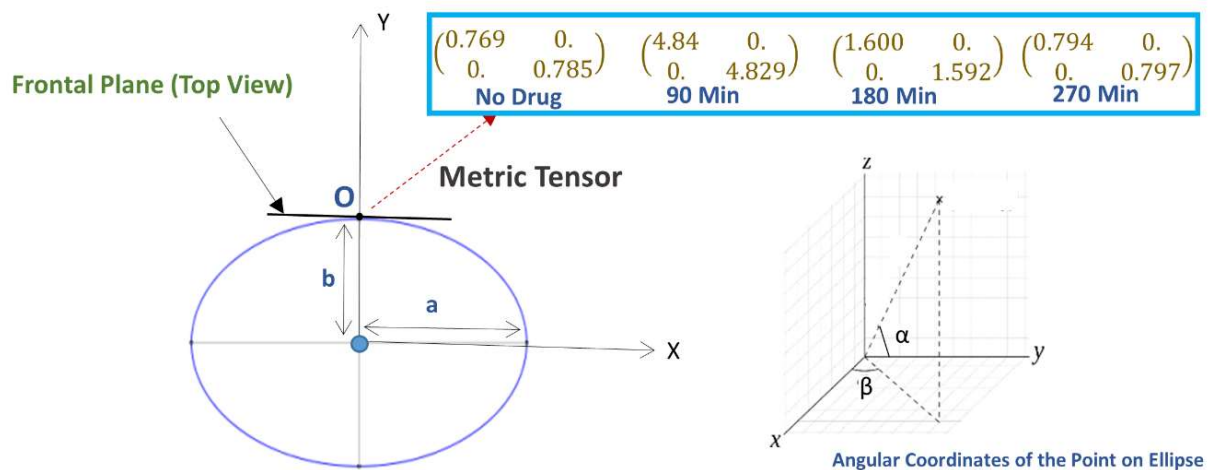 Y
(0.769 0.
0. 0.785)
No Drug
(4.84 0.
0. 4.829)
90 Min
(1.600 0.
0. 1.592)
180 Min
(0.794 0.
0. 0.797)
270 Min
Frontal Plane (Top View)
O
Metric Tensor
b
a
X
z
α
y
β
x
Angular Coordinates of the Point on Ellipse